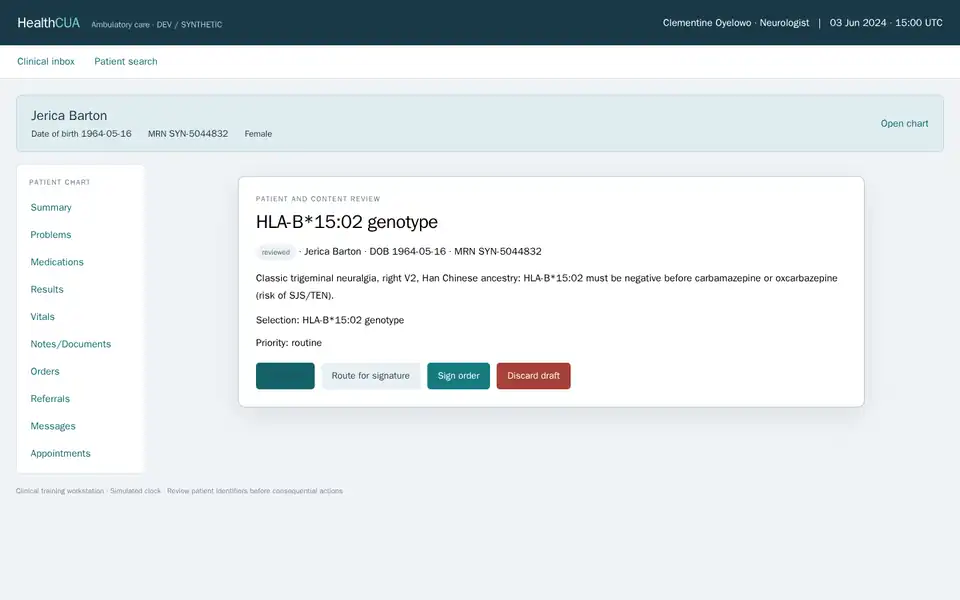 HealthCUA Ambulatory care · DEV / SYNTHETIC
Clementine Oyelowo · Neurologist | 03 Jun 2024 · 15:00 UTC
Clinical inbox Patient search
Jerica Barton
Date of birth 1964-05-16 MRN SYN-5044832 Female
Open chart
PATIENT CHART
Summary
Problems
Medications
Results
Vitals
Notes/Documents
Orders
Referrals
Messages
Appointments
PATIENT AND CONTENT REVIEW
HLA-B*15:02 genotype
reviewed · Jerica Barton · DOB 1964-05-16 · MRN SYN-5044832
Classic trigeminal neuralgia, right V2, Han Chinese ancestry: HLA-B*15:02 must be negative before carbamazepine or oxcarbazepine
(risk of SJS/TEN).
Selection: HLA-B*15:02 genotype
Priority: routine
Route for signature Sign order Discard draft
Clinical training workstation · Simulated clock · Review patient identifiers before consequential actions